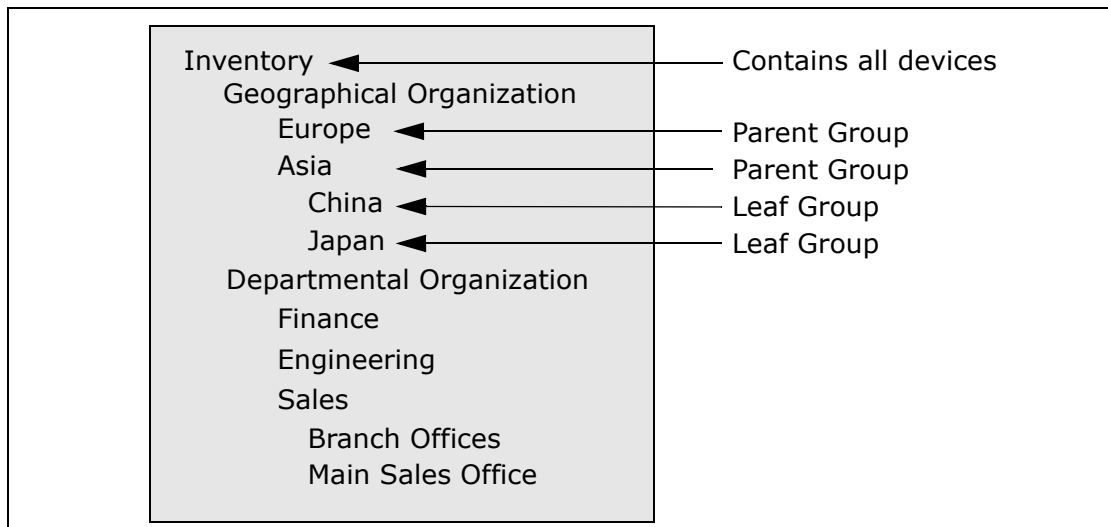 Inventory Contains all devices
Geographical Organization
Europe Parent Group
Asia Parent Group
China Leaf Group
Japan Leaf Group
Departmental Organization
Finance
Engineering
Sales
Branch Offices
Main Sales Office